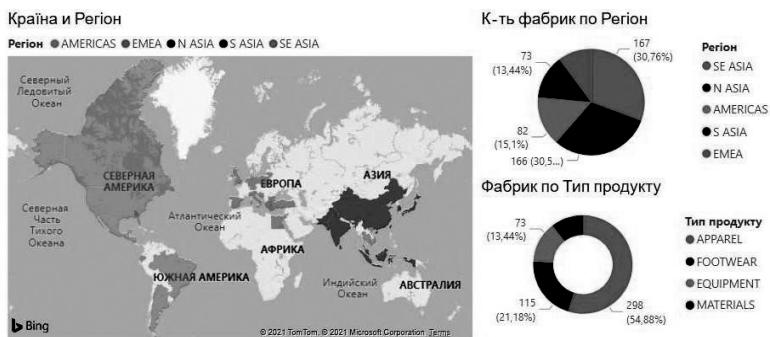 Країна и Регіон
Регіон AMERICAS EMEA N ASIA S ASIA SE ASIA
Северный
Ледовитый
Океан
СЕВЕРНАЯ
АМЕРИКА
Северная
Часть
Тихого
Океана
Атлантический
Океан
ЕВРОПА
АЗИЯ
АФРИКА
ЮЖНАЯ АМЕРИКА
Индийский
Океан
АВСТРАЛИЯ
Bing
© 2021 TomTom, © 2021 Microsoft Corporation Terms
К-ть фабрик по Регіон
167
(30,76%)
73
(13,44%)
82
(15,1%)
166 (30,5...)
Регіон
SE ASIA
N ASIA
AMERICAS
S ASIA
EMEA
Фабрик по Тип продукту
73
(13,44%)
115
(21,18%)
298
(54,88%)
Тип продукту
APPAREL
FOOTWEAR
EQUIPMENT
MATERIALS